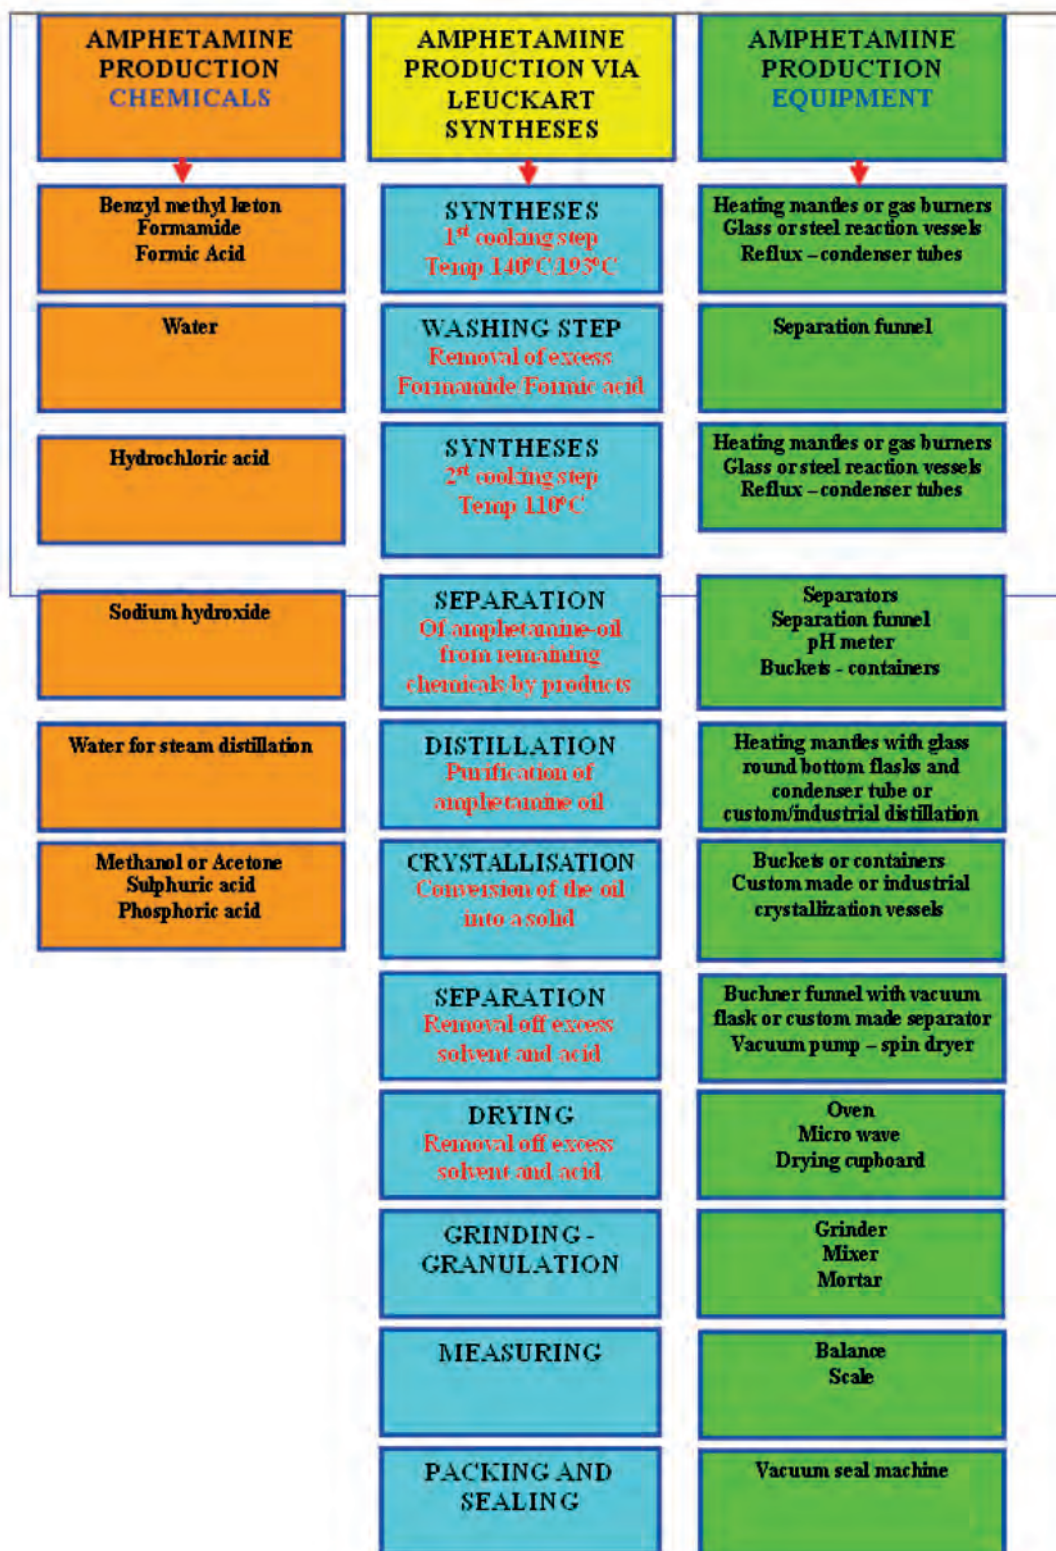 AMPHETAMINE
PRODUCTION
CHEMICALS
Benzyl methyl keton
Formamide
Formic Acid
Water
Hydrochloric acid
Sodium hydroxide
Water for steam distillation
Methanol or Acetone
Sulphuric acid
Phosphoric acid
AMPHETAMINE
PRODUCTION VIA
LEUCKART
SYNTHESES
SYNTHESES
1st cooking step
Temp 140ºC-195ºC
WASHING STEP
Removal of excess
Formamide/Formic acid
SYNTHESES
2st cooking step
Temp 110ºC
SEPARATION
Of amphetamine-oil
from remaining
chemicals by products
DISTILLATION
Purification of
amphetamine oil
CRYSTALLISATION
Conversion of the oil
into a solid
SEPARATION
Removal off excess
solvent and acid
DRYING
Removal off excess
solvent and acid
GRINDING -
GRANULATION
MEASURING
PACKING AND
SEALING
AMPHETAMINE
PRODUCTION
EQUIPMENT
Heating mantles or gas burners
Glass or steel reaction vessels
Reflux – condenser tubes
Separation funnel
Heating mantles or gas burners
Glass or steel reaction vessels
Reflux – condenser tubes
Separators
Separation funnel
pH meter
Buckets - containers
Heating mantles with glass
round bottom flasks and
condenser tube or
custom/industrial distillation
Buckets or containers
Custom made or industrial
crystallization vessels
Buchner funnel with vacuum
flask or custom made separator
Vacuum pump – spin dryer
Oven
Micro wave
Drying cupboard
Grinder
Mixer
Mortar
Balance
Scale
Vacuum seal machine